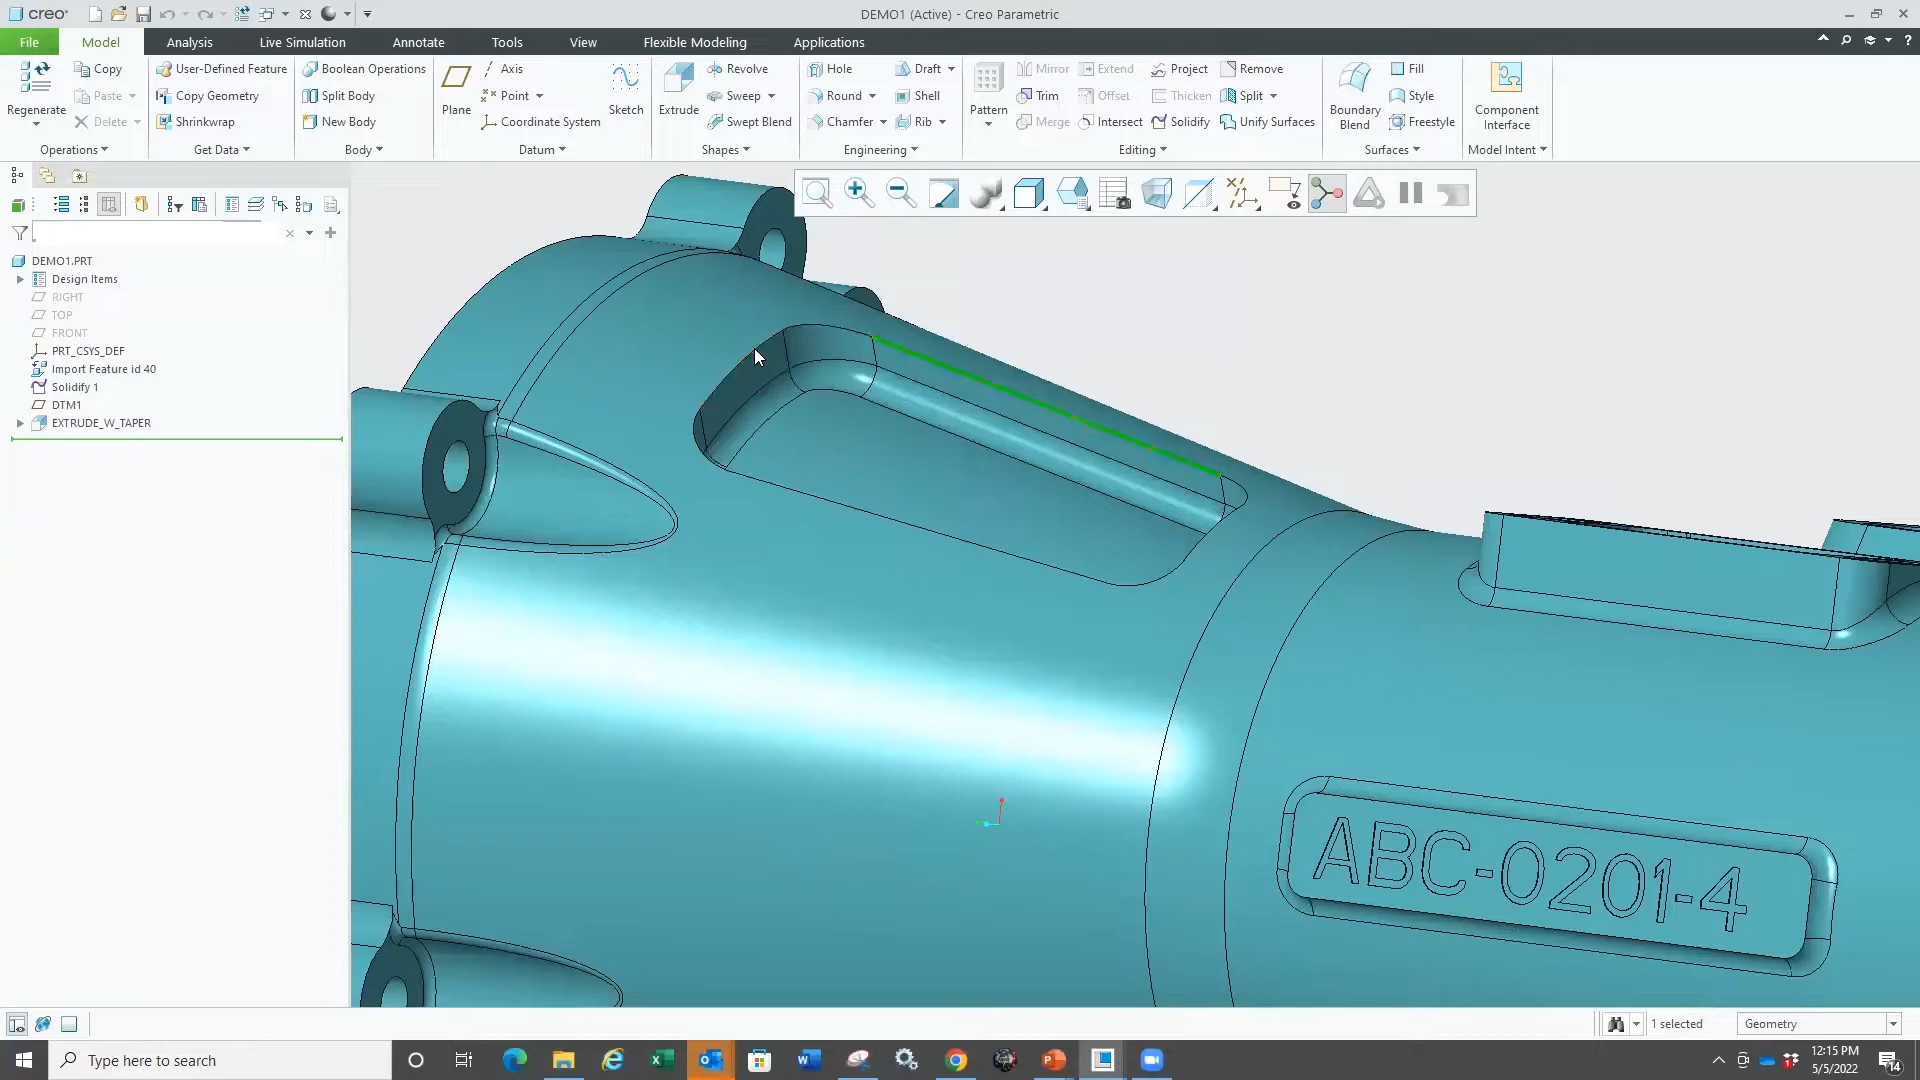 creo
DEMO1 (Active) - Creo Parametric
File Model Analysis Live Simulation Annotate Tools View Flexible Modeling Applications
Regenerate
Copy
Paste
Delete
Operations
User-Defined Feature
Copy Geometry
Shrinkwrap
Get Data
Boolean Operations
Split Body
New Body
Body
Plane
Axis
Point
Coordinate System
Sketch
Datum
Extrude
Revolve
Sweep
Swept Blend
Shapes
Hole
Round
Chamfer
Draft
Shell
Rib
Engineering
Pattern
Mirror
Trim
Merge
Extend
Offset
Intersect
Project
Thicken
Solidify
Remove
Split
Unify Surfaces
Editing
Boundary
Blend
Fill
Style
Freestyle
Surfaces
Component
Interface
Model Intent
DEMO1.PRT
Design Items
RIGHT
TOP
FRONT
PRT_CSYS_DEF
Import Feature id 40
Solidify 1
DTM1
EXTRUDE_W_TAPER
ABC-0201-4
1 selected
Geometry
Type here to search
12:15 PM
5/5/2022
14